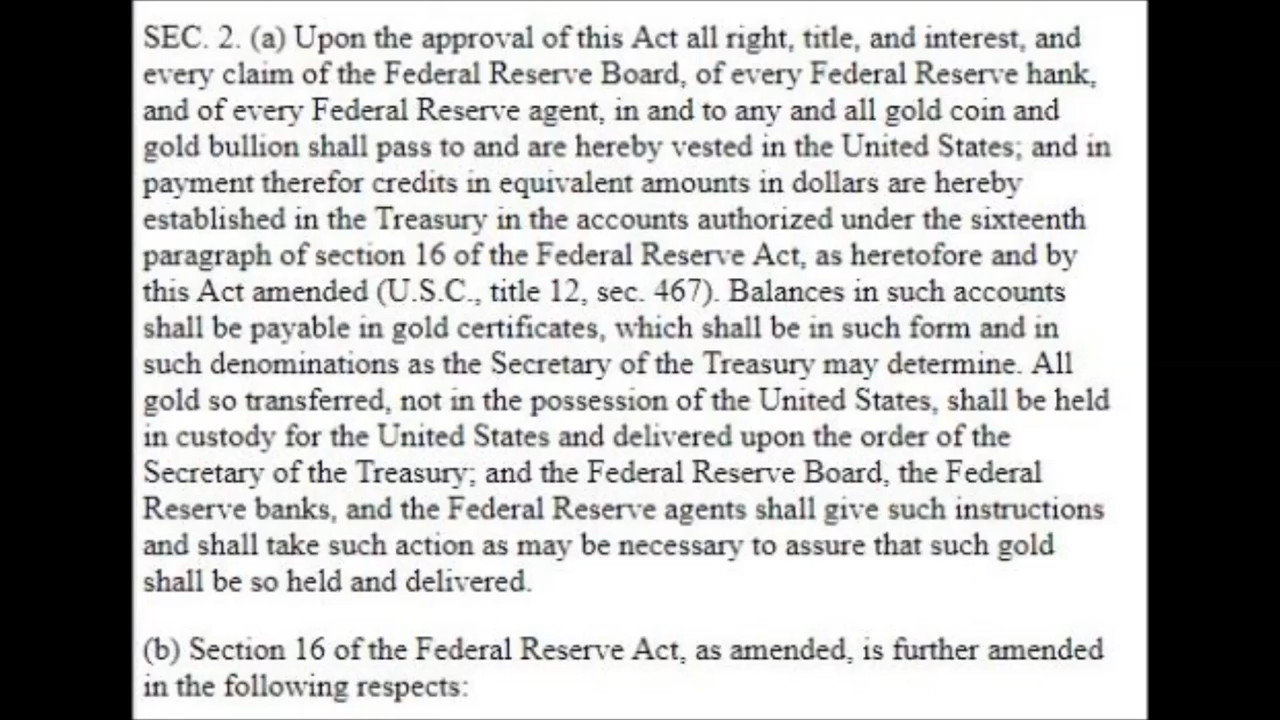 SEC. 2. (a) Upon the approval of this Act all right, title, and interest, and
every claim of the Federal Reserve Board, of every Federal Reserve hank,
and of every Federal Reserve agent, in and to any and all gold coin and
gold bullion shall pass to and are hereby vested in the United States; and in
payment therefor credits in equivalent amounts in dollars are hereby
established in the Treasury in the accounts authorized under the sixteenth
paragraph of section 16 of the Federal Reserve Act, as heretofore and by
this Act amended (U.S.C., title 12, sec. 467). Balances in such accounts
shall be payable in gold certificates, which shall be in such form and in
such denominations as the Secretary of the Treasury may determine. All
gold so transferred, not in the possession of the United States, shall be held
in custody for the United States and delivered upon the order of the
Secretary of the Treasury; and the Federal Reserve Board, the Federal
Reserve banks, and the Federal Reserve agents shall give such instructions
and shall take such action as may be necessary to assure that such gold
shall be so held and delivered.
(b) Section 16 of the Federal Reserve Act, as amended, is further amended
in the following respects: